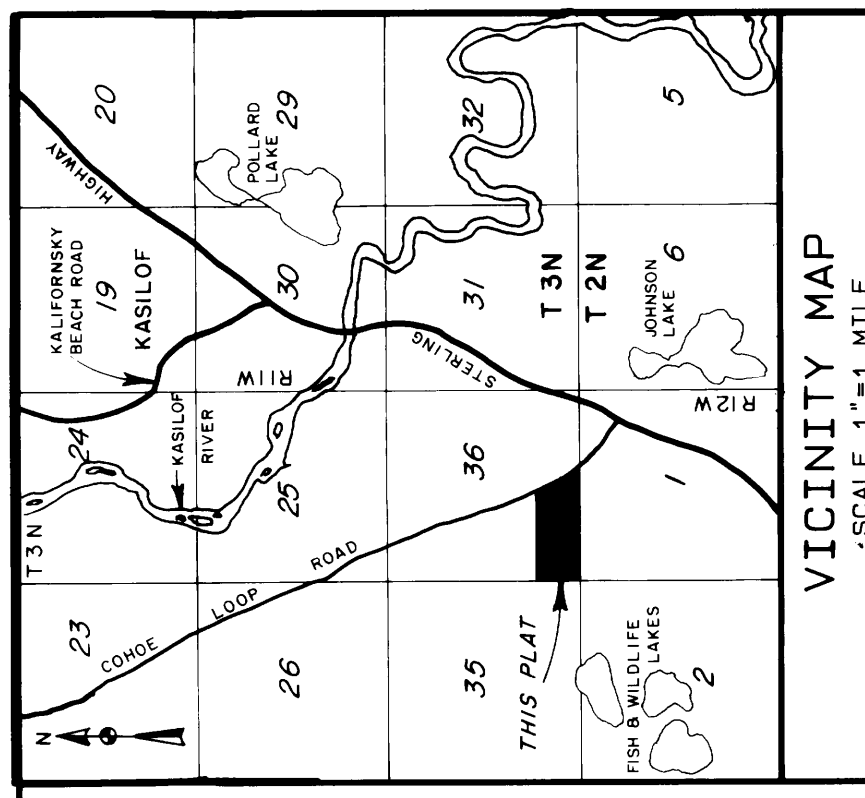 T3N
23
24
19
20
KALIFORNSKY
BEACH ROAD
KASILOF
HIGHWAY
COHOE LOOP ROAD
KASILOF
RIVER
N
26
25
R11W
30
POLLARD
LAKE
29
35
36
STERLING
31
32
THIS PLAT
T 3N
T 2N
FISH & WILDLIFE
LAKES
2
1
R12W
JOHNSON
LAKE
6
5
VICINITY MAP
SCALE 1"=1 MILE